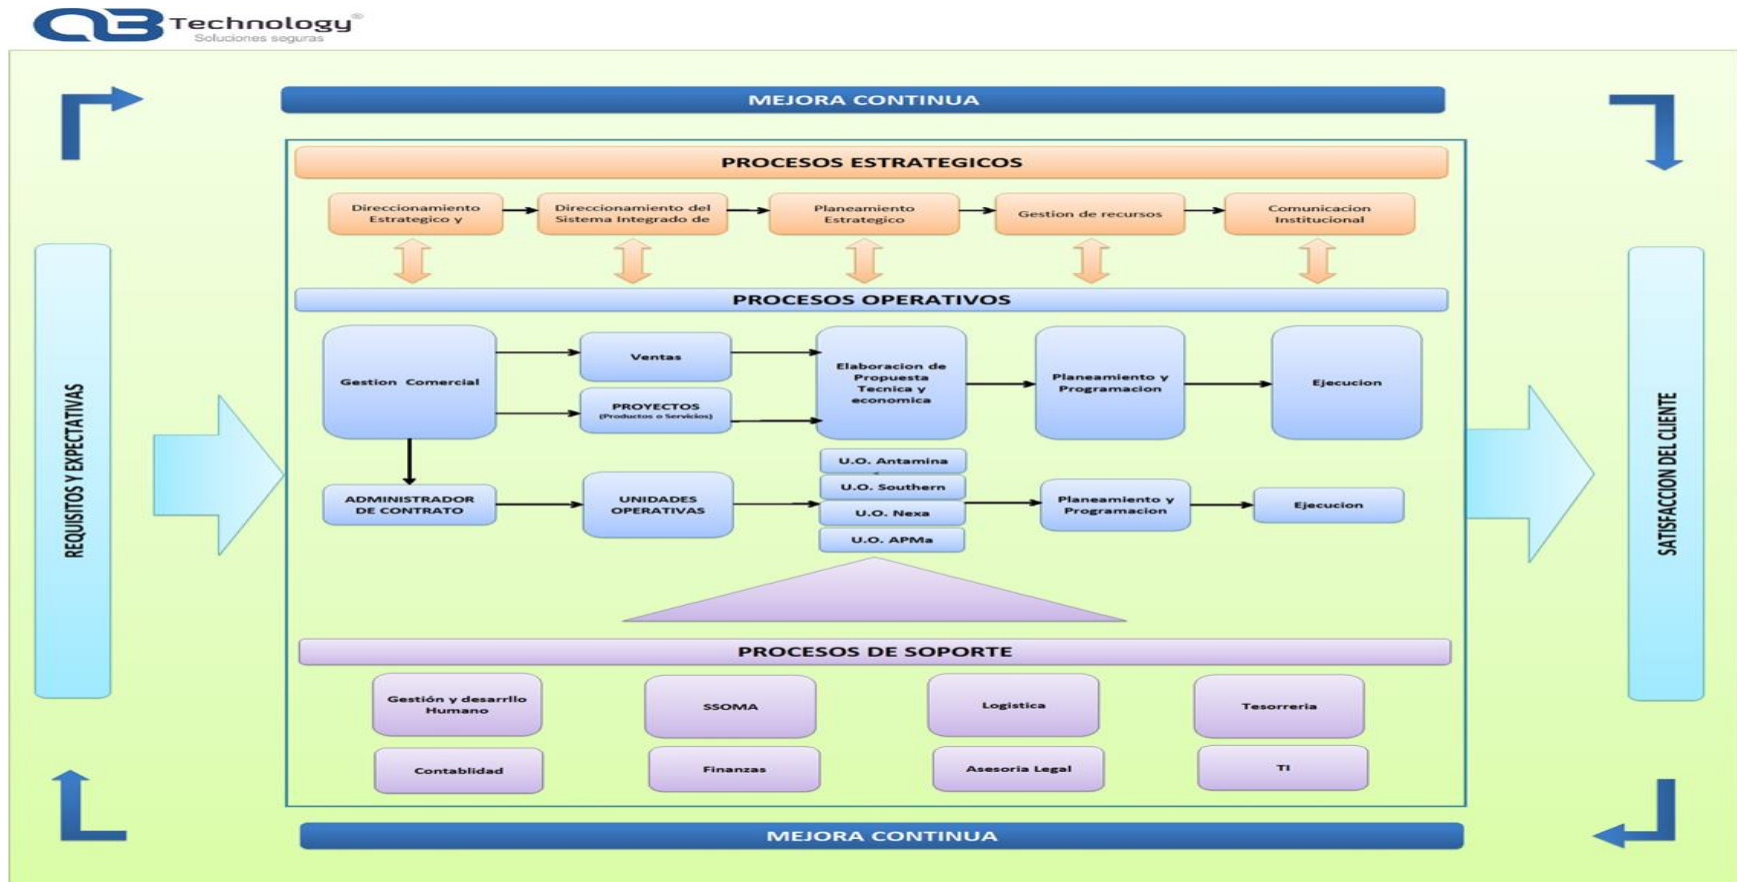 QB Technology®
Soluciones seguras
MEJORA CONTINUA
PROCESOS ESTRATEGICOS
Direccionamiento
Estrategico y
Direccionamiento del
Sistema Integrado de
Planeamiento
Estrategico
Gestion de recursos
Comunicacion
Institucional
PROCESOS OPERATIVOS
REQUISITOS Y EXPECTATIVAS
Gestion Comercial
Ventas
PROYECTOS
(Productos o Servicios)
Elaboracion de
Propuesta
Tecnica y
economica
Planeamiento y
Programacion
Ejecucion
ADMINISTRADOR
DE CONTRATO
UNIDADES
OPERATIVAS
U.O. Antamina
U.O. Southern
U.O. Nexa
U.O. APMa
Planeamiento y
Programacion
Ejecucion
SATISFACCION DEL CLIENTE
PROCESOS DE SOPORTE
Gestión y desarrllo
Humano
SSOMA
Logistica
Tesorreria
Contablidad
Finanzas
Asesoria Legal
TI
MEJORA CONTINUA